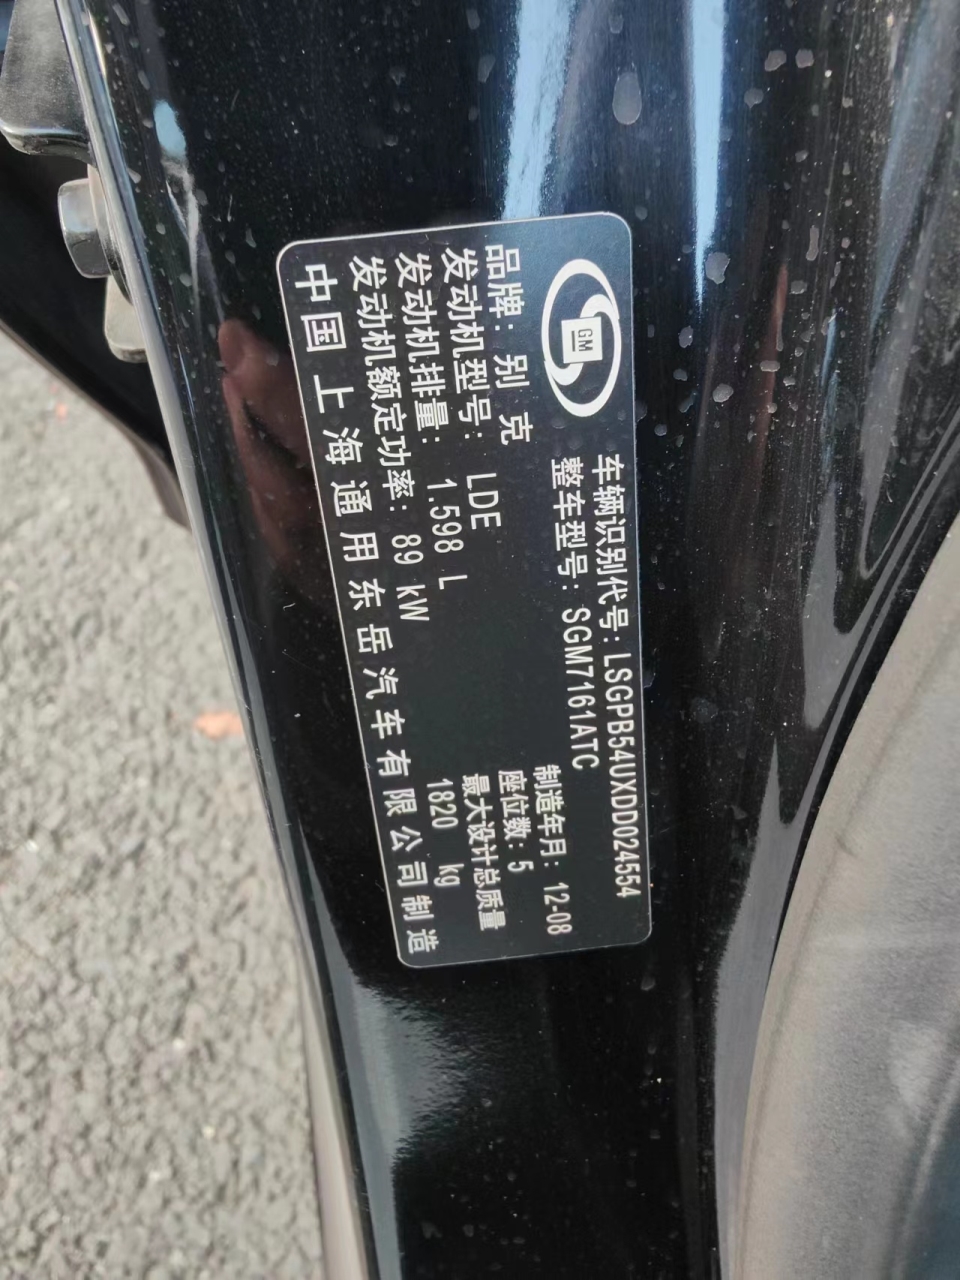 GM
车辆识别代号:LSGPB54UXDD024554
整车型号: SGM7161ATC
品牌: 别 克
制造年月: 12-08
发动机型号: LDE
座位数: 5
发动机排量: 1.598 L
最大设计总质量
发动机额定功率: 89 kW
1820 kg
中国 上海通用东岳汽车有限公司制造